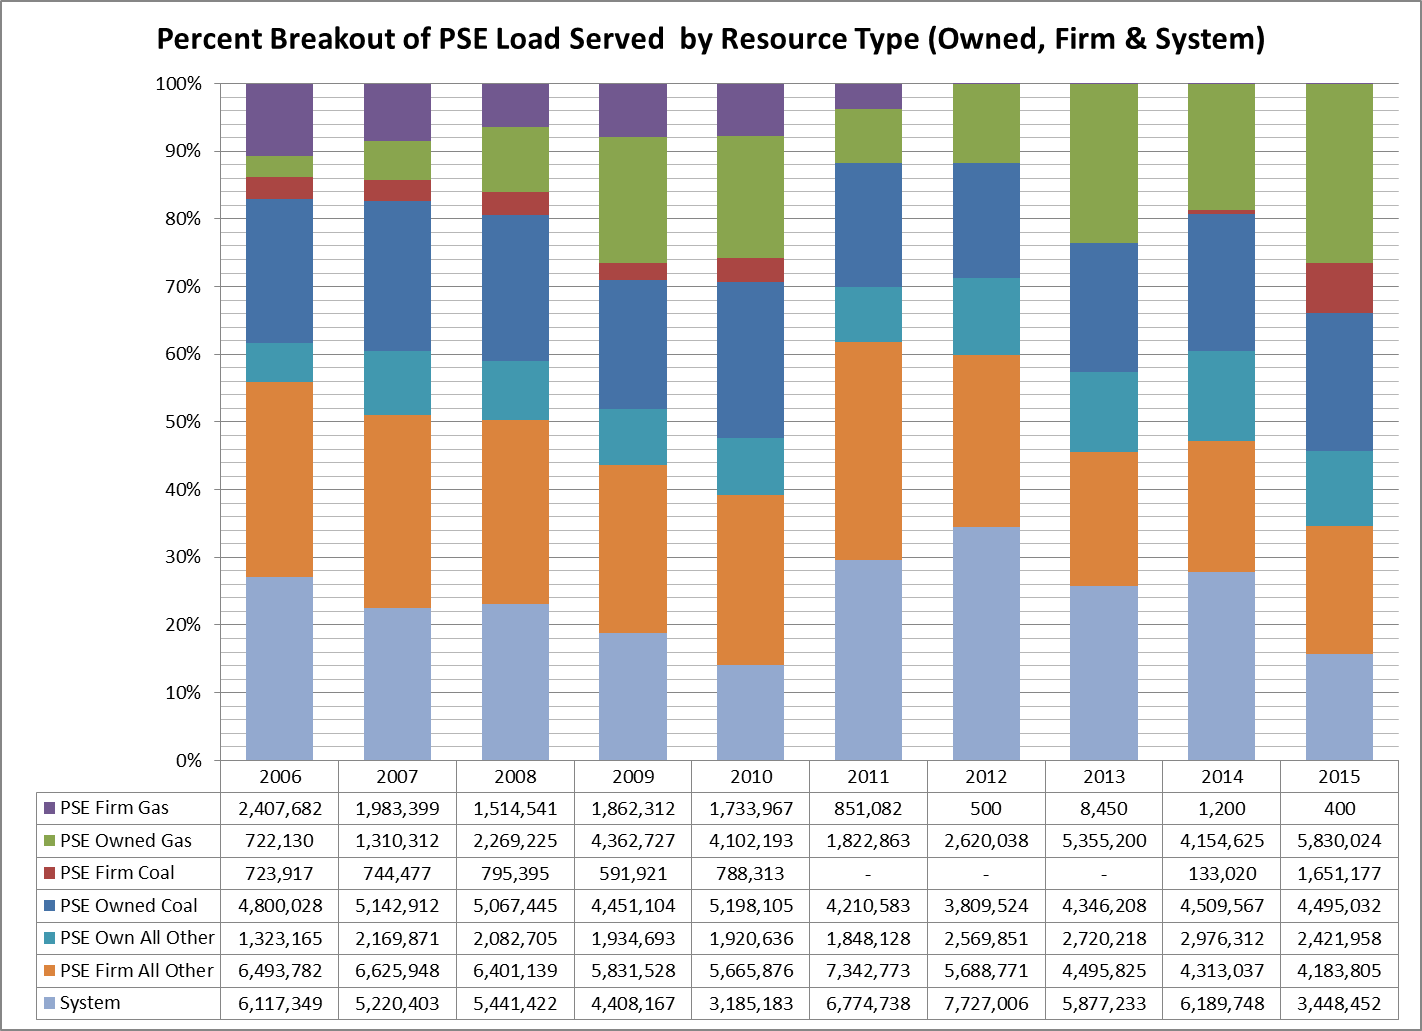 Percent Breakout of PSE Load Served  by Resource Type (Owned, Firm & System)
100%
90%
80%
70%
60%
50%
40%
30%
20%
10%
0%
2006 2007 2008 2009 2010 2011 2012 2013 2014 2015
PSE Firm Gas 2,407,682 1,983,399 1,514,541 1,862,312 1,733,967 851,082 500 8,450 1,200 400
PSE Owned Gas 722,130 1,310,312 2,269,225 4,362,727 4,102,193 1,822,863 2,620,038 5,355,200 4,154,625 5,830,024
PSE Firm Coal 723,917 744,477 795,395 591,921 788,313 - - - 133,020 1,651,177
PSE Owned Coal 4,800,028 5,142,912 5,067,445 4,451,104 5,198,105 4,210,583 3,809,524 4,346,208 4,509,567 4,495,032
PSE Own All Other 1,323,165 2,169,871 2,082,705 1,934,693 1,920,636 1,848,128 2,569,851 2,720,218 2,976,312 2,421,958
PSE Firm All Other 6,493,782 6,625,948 6,401,139 5,831,528 5,665,876 7,342,773 5,688,771 4,495,825 4,313,037 4,183,805
System 6,117,349 5,220,403 5,441,422 4,408,167 3,185,183 6,774,738 7,727,006 5,877,233 6,189,748 3,448,452